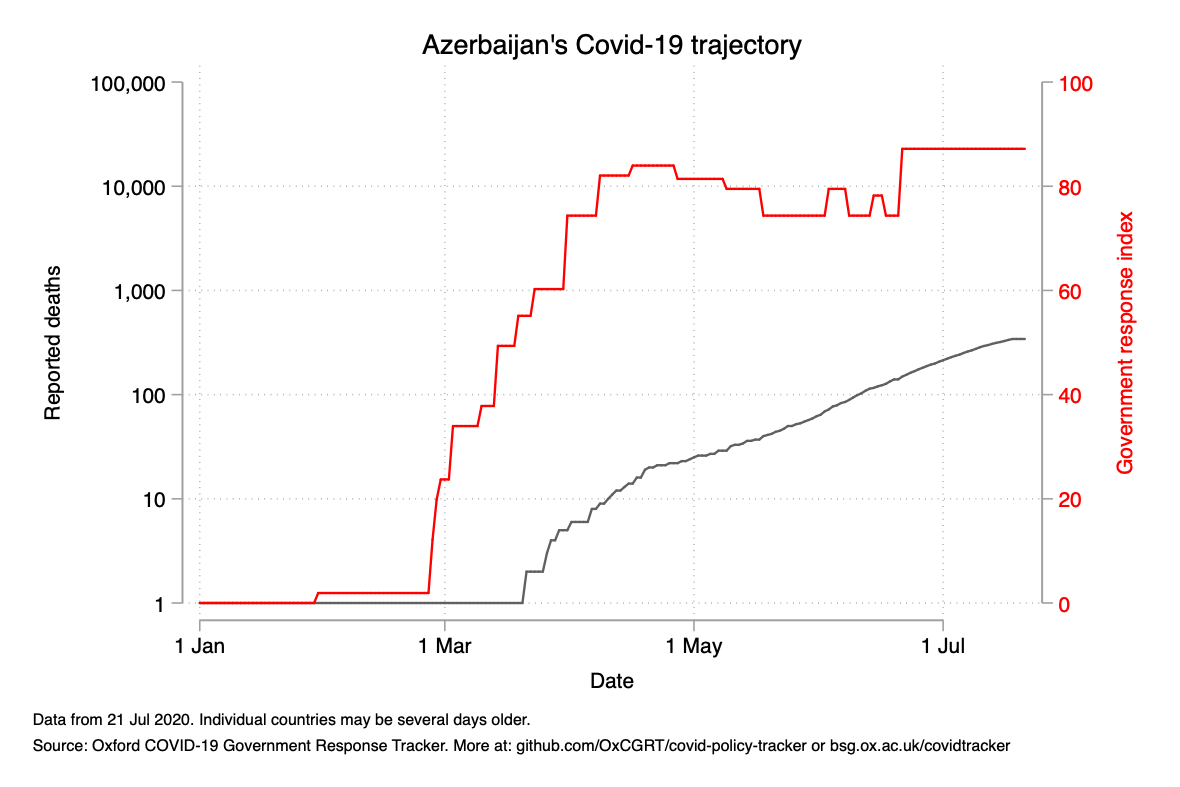 Azerbaijan's Covid-19 trajectory
100,000
10,000
1,000
100
10
1
Reported deaths
100
80
60
40
20
0
Government response index
1 Jan
1 Mar
1 May
1 Jul
Date
Data from 21 Jul 2020. Individual countries may be several days older.
Source: Oxford COVID-19 Government Response Tracker. More at: github.com/OxCGRT/covid-policy-tracker or bsg.ox.ac.uk/covidtracker